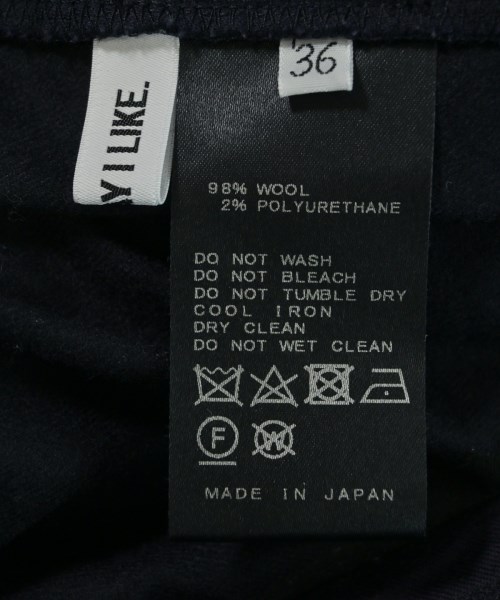 Y I LIKE.
36
98% WOOL
2% POLYURETHANE
DO NOT WASH
DO NOT BLEACH
DO NOT TUMBLE DRY
COOL IRON
DRY CLEAN
DO NOT WET CLEAN
F
W
MADE IN JAPAN